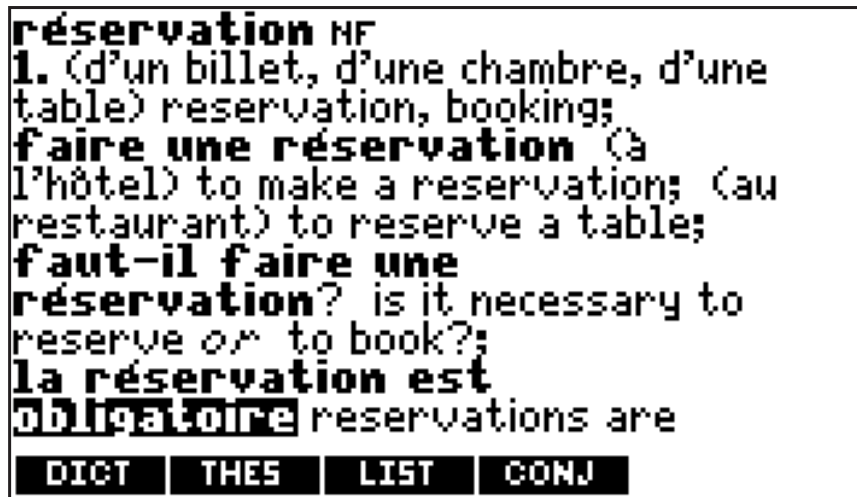 réservation NF
1. (d'un billet, d'une chambre, d'une
table) reservation, booking;
faire une réservation (à
l'hôtel) to make a reservation; (au
restaurant) to reserve a table;
faut-il faire une
réservation? is it necessary to
reserve or to book?;
la réservation est
obligatoire reservations are
DICT THES LIST CONJ